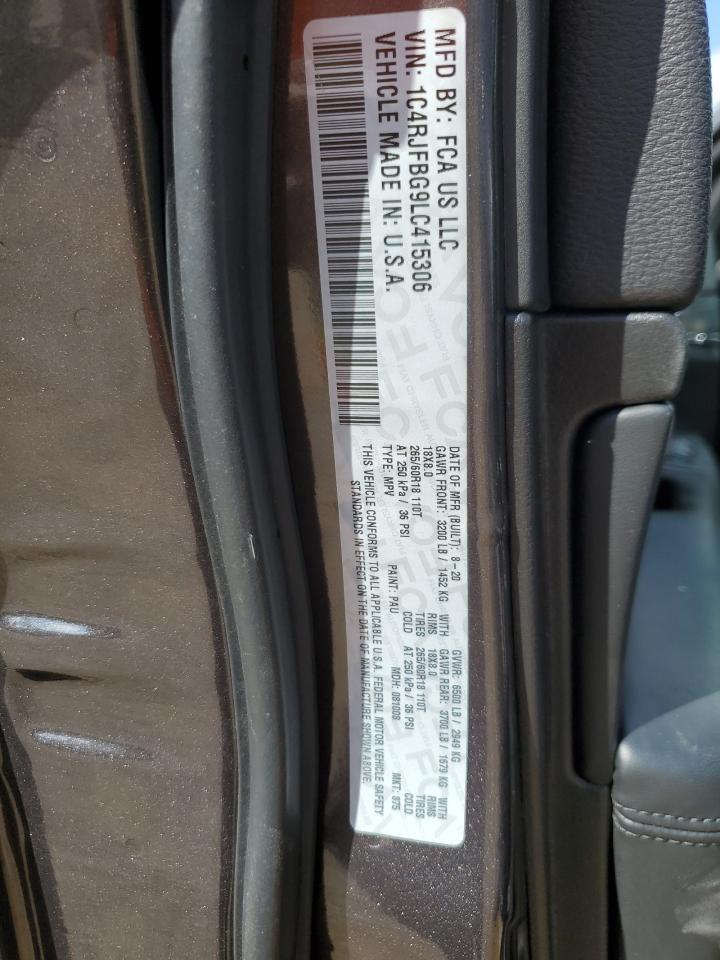 MFD BY: FCA US LLC
VIN: 1C4RJFBG9LC415306
VEHICLE MADE IN: U.S.A.
DATE OF MFR (BUILT): 8-20 GVWR: 6500 LB / 2949 KG
GAWR FRONT: 3200 LB / 1452 KG WITH GAWR REAR: 3700 LB / 1679 KG WITH
18X8.0 RIMS 18X8.0 RIMS
265/60R18 110T TIRES 265/60R18 110T TIRES
AT 250 kPa / 36 PSI COLD AT 250 kPa / 36 PSI COLD
TYPE: MPV PAINT: PAU MDH: 081008 MKT: 875
THIS VEHICLE CONFORMS TO ALL APPLICABLE U.S.A. FEDERAL MOTOR VEHICLE SAFETY
STANDARDS IN EFFECT ON THE DATE OF MANUFACTURE SHOWN ABOVE